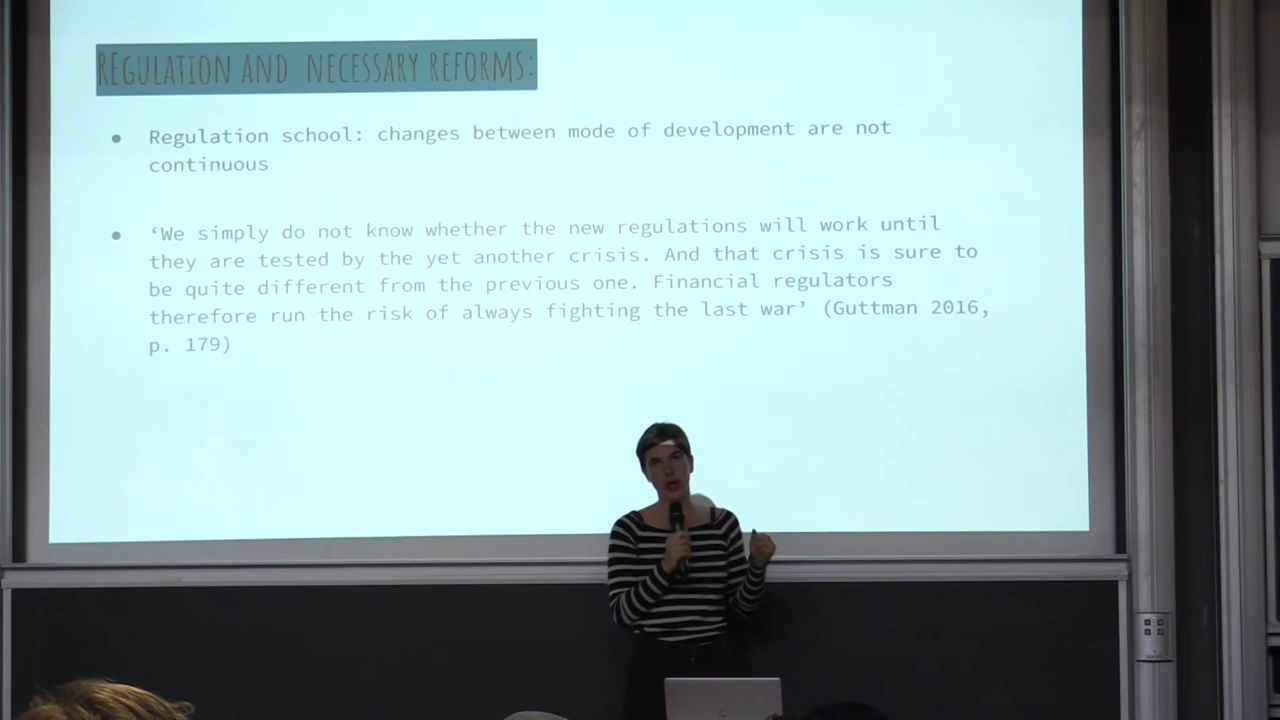 REGULATION AND NECESSARY REFORMS:
● Regulation school: changes between mode of development are not
continuous
● ‘We simply do not know whether the new regulations will work until
they are tested by the yet another crisis. And that crisis is sure to
be quite different from the previous one. Financial regulators
therefore run the risk of always fighting the last war’ (Guttman 2016,
p. 179)